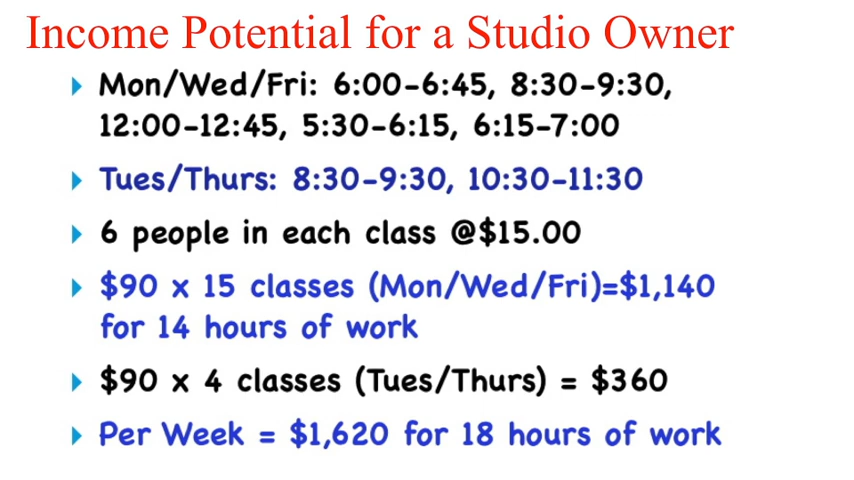 Income Potential for a Studio Owner
Mon/Wed/Fri: 6:00-6:45, 8:30-9:30,
12:00-12:45, 5:30-6:15, 6:15-7:00
Tues/Thurs: 8:30-9:30, 10:30-11:30
6 people in each class @$15.00
$90 x 15 classes (Mon/Wed/Fri)=$1,140
for 14 hours of work
$90 x 4 classes (Tues/Thurs) = $360
Per Week = $1,620 for 18 hours of work